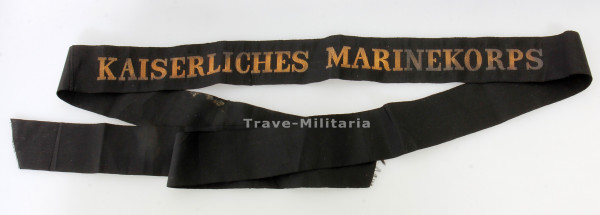 KAISERLICHES MARINEKORPS
Trave-Militaria